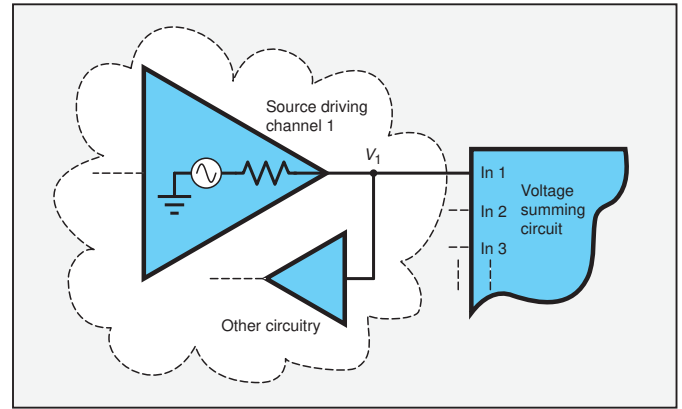 Source driving
channel 1
V1
In 1
Voltage
summing
circuit
In 2
In 3
Other circuitry